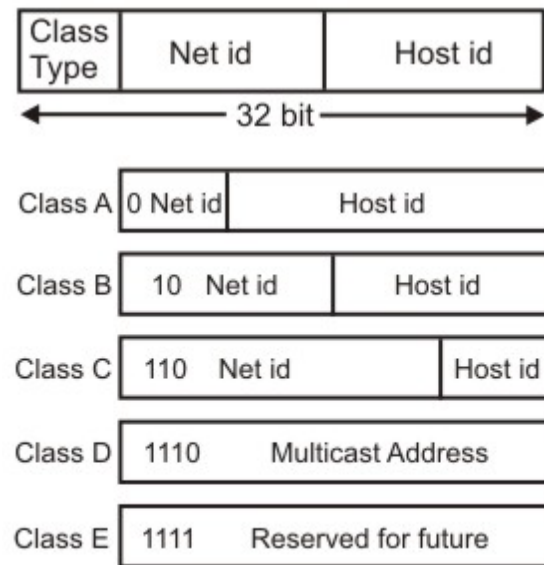 Class Type Net id Host id
32 bit
Class A 0 Net id Host id
Class B 10 Net id Host id
Class C 110 Net id Host id
Class D 1110 Multicast Address
Class E 1111 Reserved for future